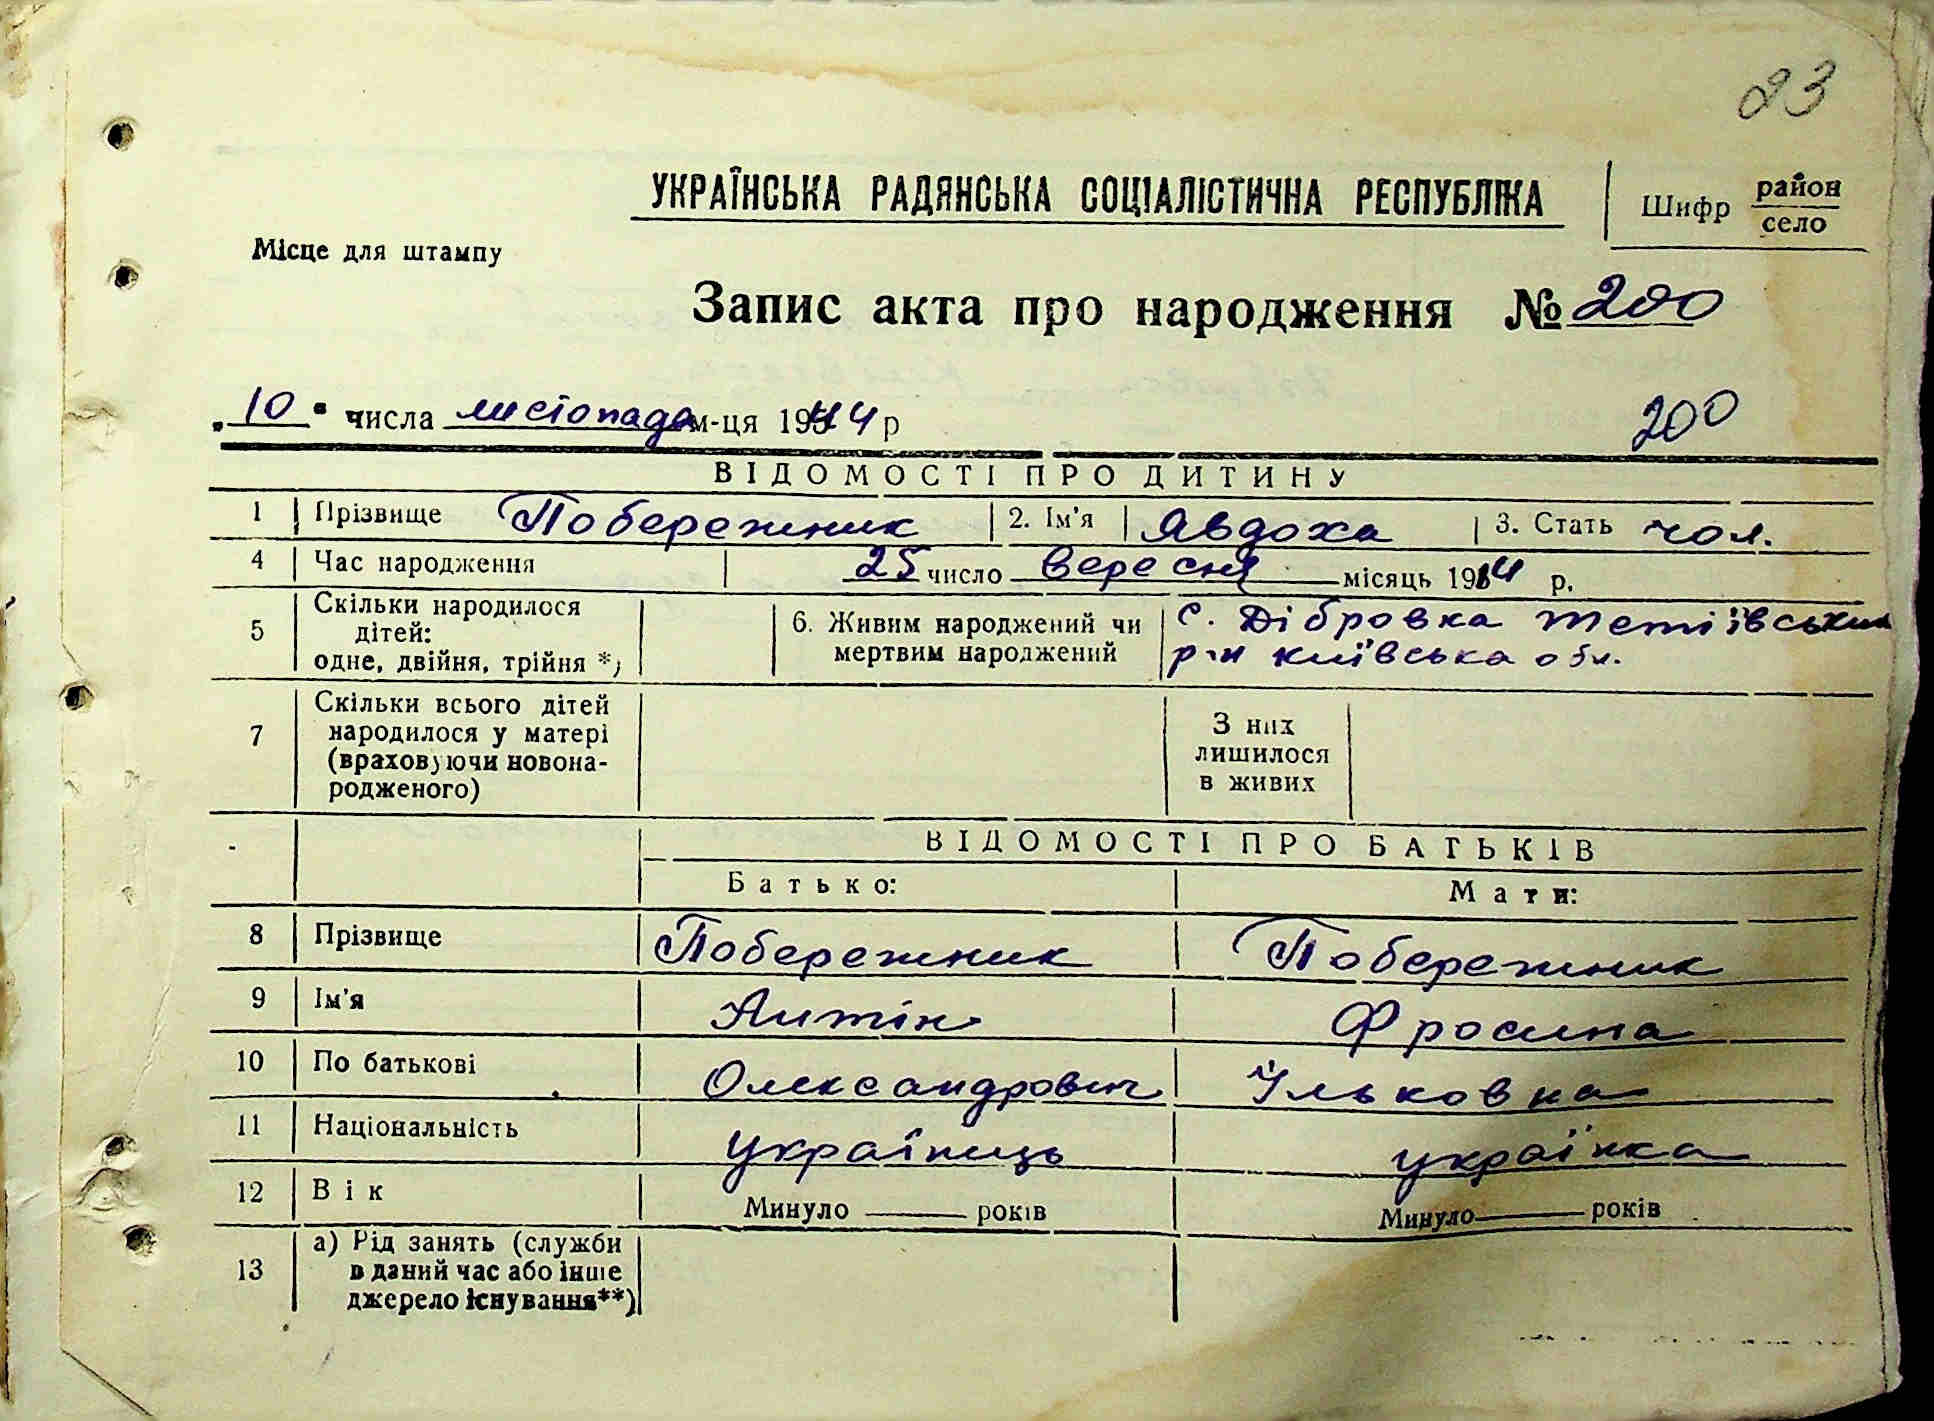 83
УКРАЇНСЬКА РАДЯНСЬКА СОЦІАЛІСТИЧНА РЕСПУБЛІКА
Шифр район село
Місце для штампу
Запис акта про народження № 200
„10" числа листопада м-ця 1944 р
200
ВІДОМОСТІ ПРО ДИТИНУ
1 Прізвище Побережник 2. Ім'я Явдоха 3. Стать чол.
4 Час народження 25 число вересня місяць 1914 р.
5 Скільки народилося дітей: одне, двійня, трійня *) 6. Живим народжений чи мертвим народжений с. Дібровка Тетіївський р-н Київська обл.
7 Скільки всього дітей народилося у матері (враховуючи новонародженого) З них лишилося в живих
ВІДОМОСТІ ПРО БАТЬКІВ
Батько: Мати:
8 Прізвище Побережник Побережник
9 Ім'я Антін Фросина
10 По батькові Олександрович Ільковна
11 Національність українець українка
12 Вік Минуло — років Минуло — років
13 а) Рід занять (служби в даний час або інше джерело існування**)